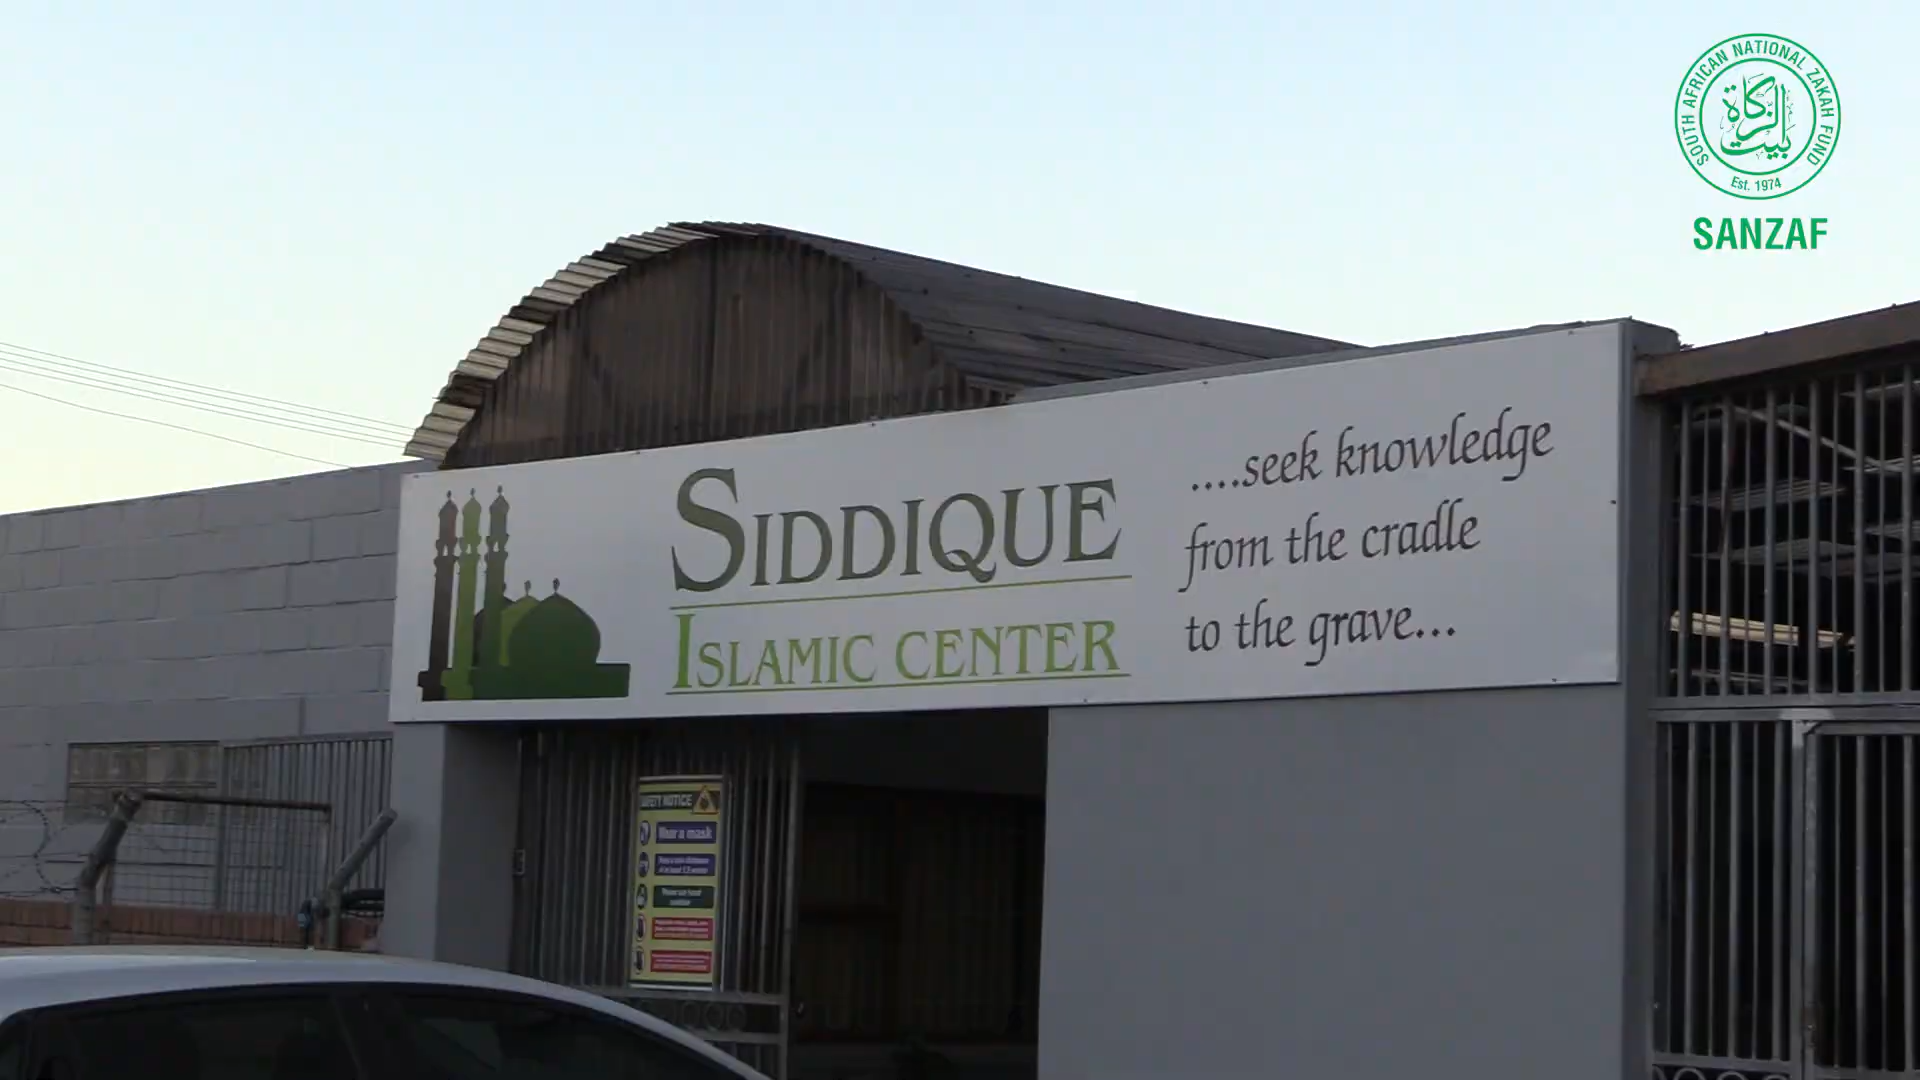 SOUTH AFRICAN NATIONAL ZAKAH FUND
بيت الزكاة
Est. 1974
SANZAF
SIDDIQUE
ISLAMIC CENTER
....seek knowledge
from the cradle
to the grave...
NOTICE
Wear a mask